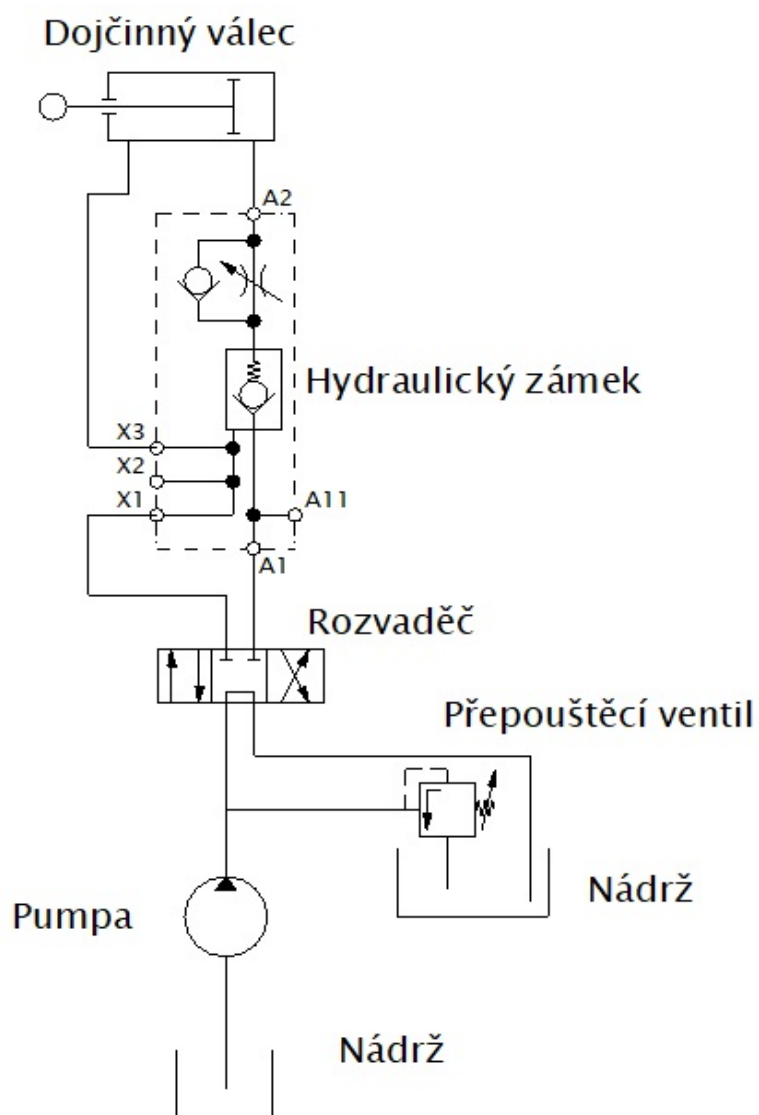 Dojčinný válec
A2
Hydraulický zámek
X3
X2
X1
A11
A1
Rozvaděč
Přepouštěcí ventil
Nádrž
Pumpa
Nádrž